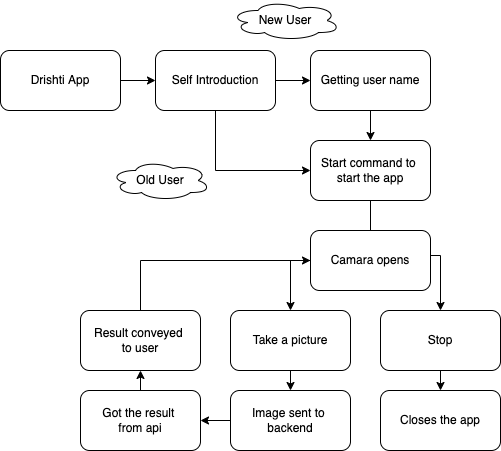 New User
Drishti App
Self Introduction
Getting user name
Start command to
start the app
Old User
Camara opens
Result conveyed
to user
Take a picture
Stop
Got the result
from api
Image sent to
backend
Closes the app